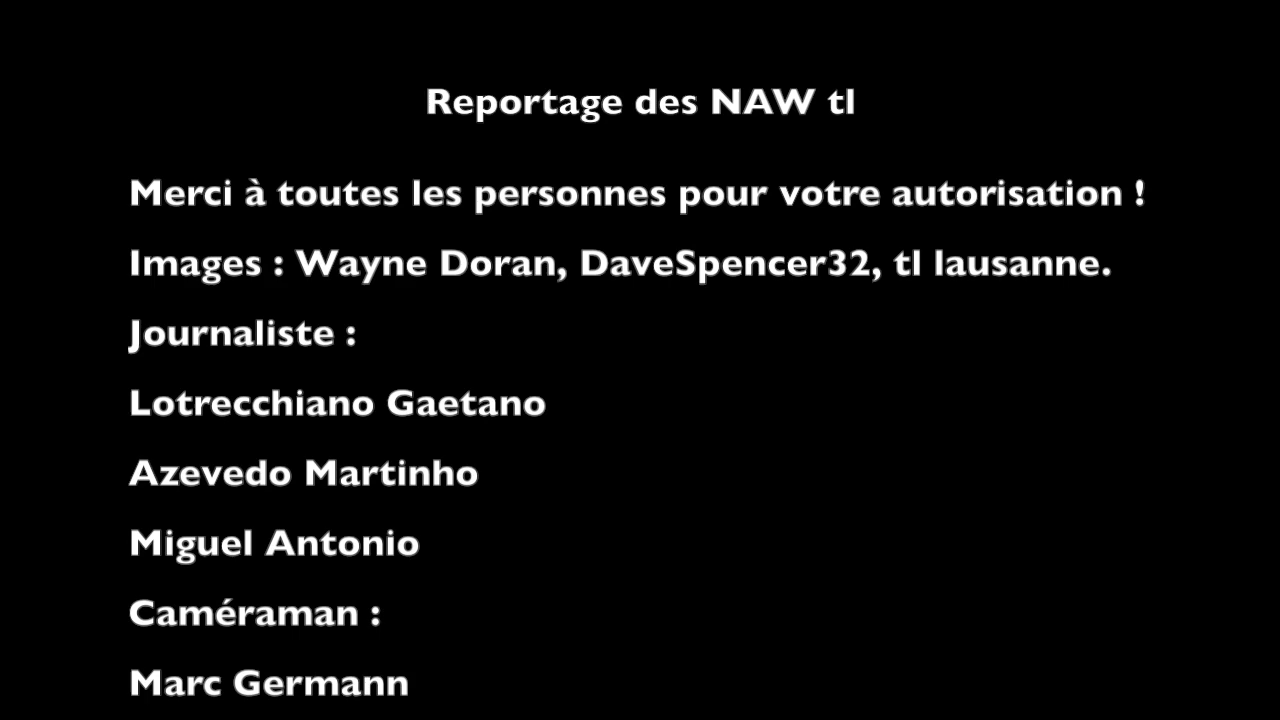 Reportage des NAW tl
Merci à toutes les personnes pour votre autorisation !
Images : Wayne Doran, DaveSpencer32, tl lausanne.
Journaliste :
Lotrecchiano Gaetano
Azevedo Martinho
Miguel Antonio
Caméraman :
Marc Germann